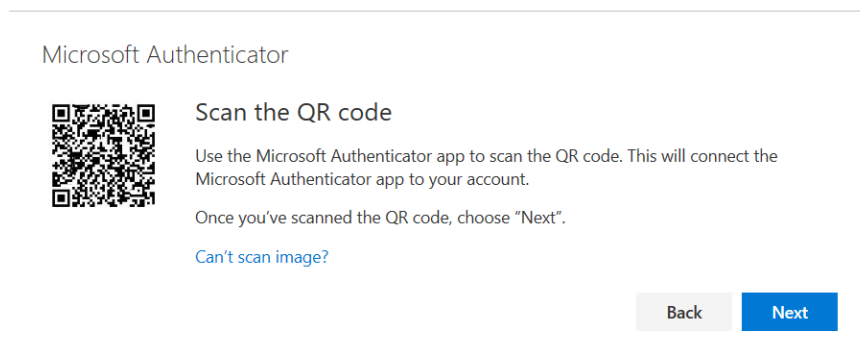 Microsoft Authenticator
Scan the QR code
Use the Microsoft Authenticator app to scan the QR code. This will connect the
Microsoft Authenticator app to your account.
Once you’ve scanned the QR code, choose “Next”.
Can’t scan image?
Back
Next